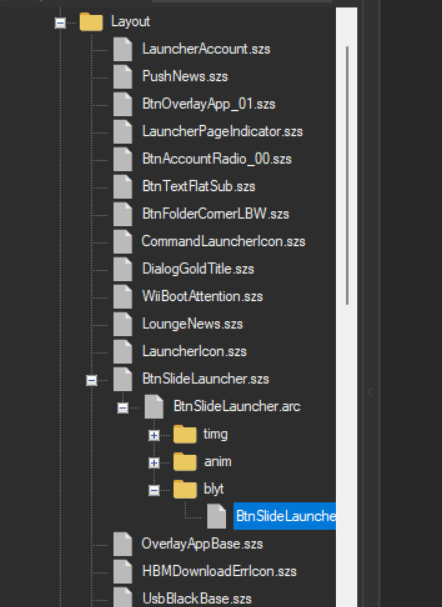 Layout
LauncherAccount.szs
PushNews.szs
BtnOverlayApp_01.szs
LauncherPageIndicator.szs
BtnAccountRadio_00.szs
BtnTextFlatSub.szs
BtnFolderCornerLBW.szs
CommandLauncherIcon.szs
DialogGoldTitle.szs
WiiBootAttention.szs
LoungeNews.szs
LauncherIcon.szs
BtnSlideLauncher.szs
BtnSlideLauncher.arc
timg
anim
blyt
BtnSlideLaunche
OverlayAppBase.szs
HBMDownloadErrIcon.szs
UsbBlackBase.szs